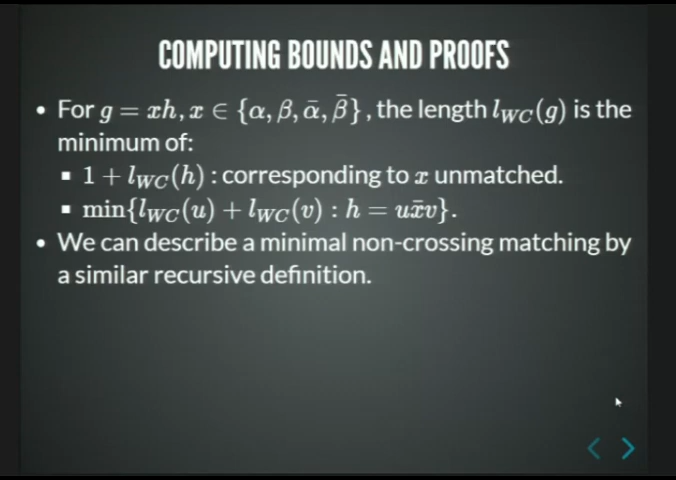 COMPUTING BOUNDS AND PROOFS
• For g = xh, x ∈ {α, β, ᾱ, β̄}, the length l_WC(g) is the
minimum of:
▪ 1 + l_WC(h) : corresponding to x unmatched.
▪ min{l_WC(u) + l_WC(v) : h = ux̄v}.
• We can describe a minimal non-crossing matching by
a similar recursive definition.